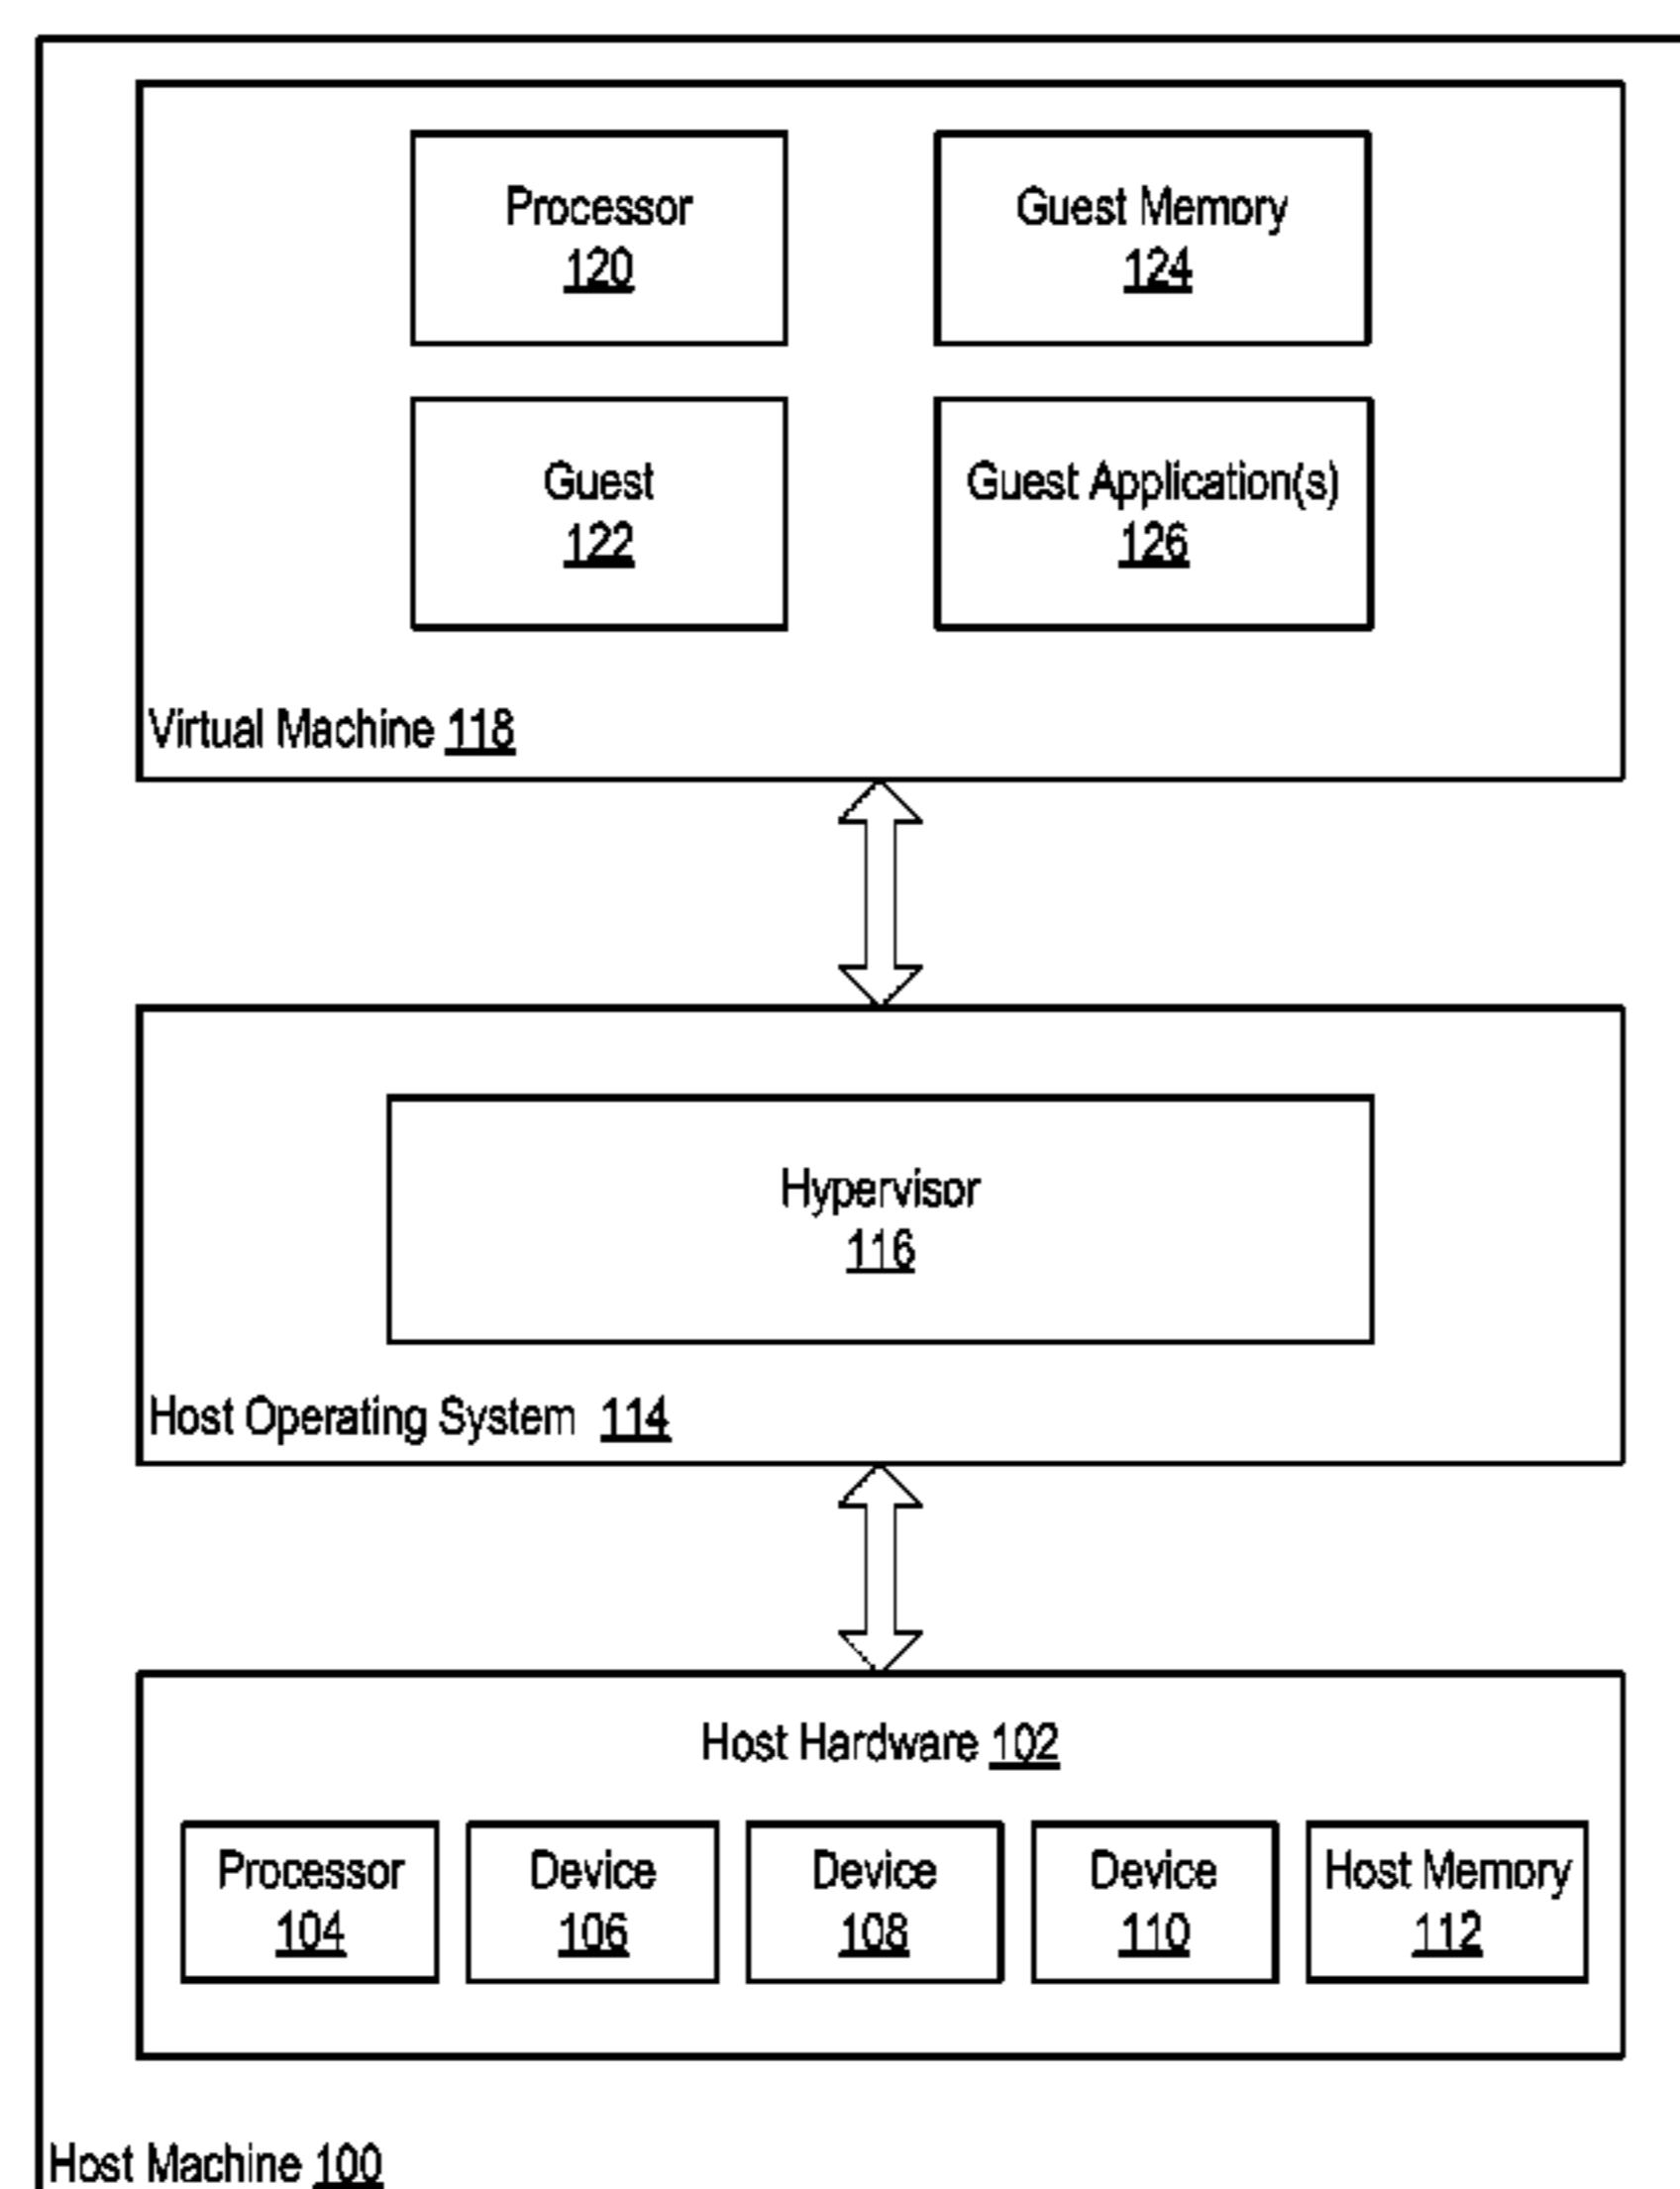 Processor
120
Guest Memory
124
Guest
122
Guest Application(s)
126
Virtual Machine 118
Hypervisor
116
Host Operating System 114
Host Hardware 102
Processor
104
Device
106
Device
108
Device
110
Host Memory
112
Host Machine 100